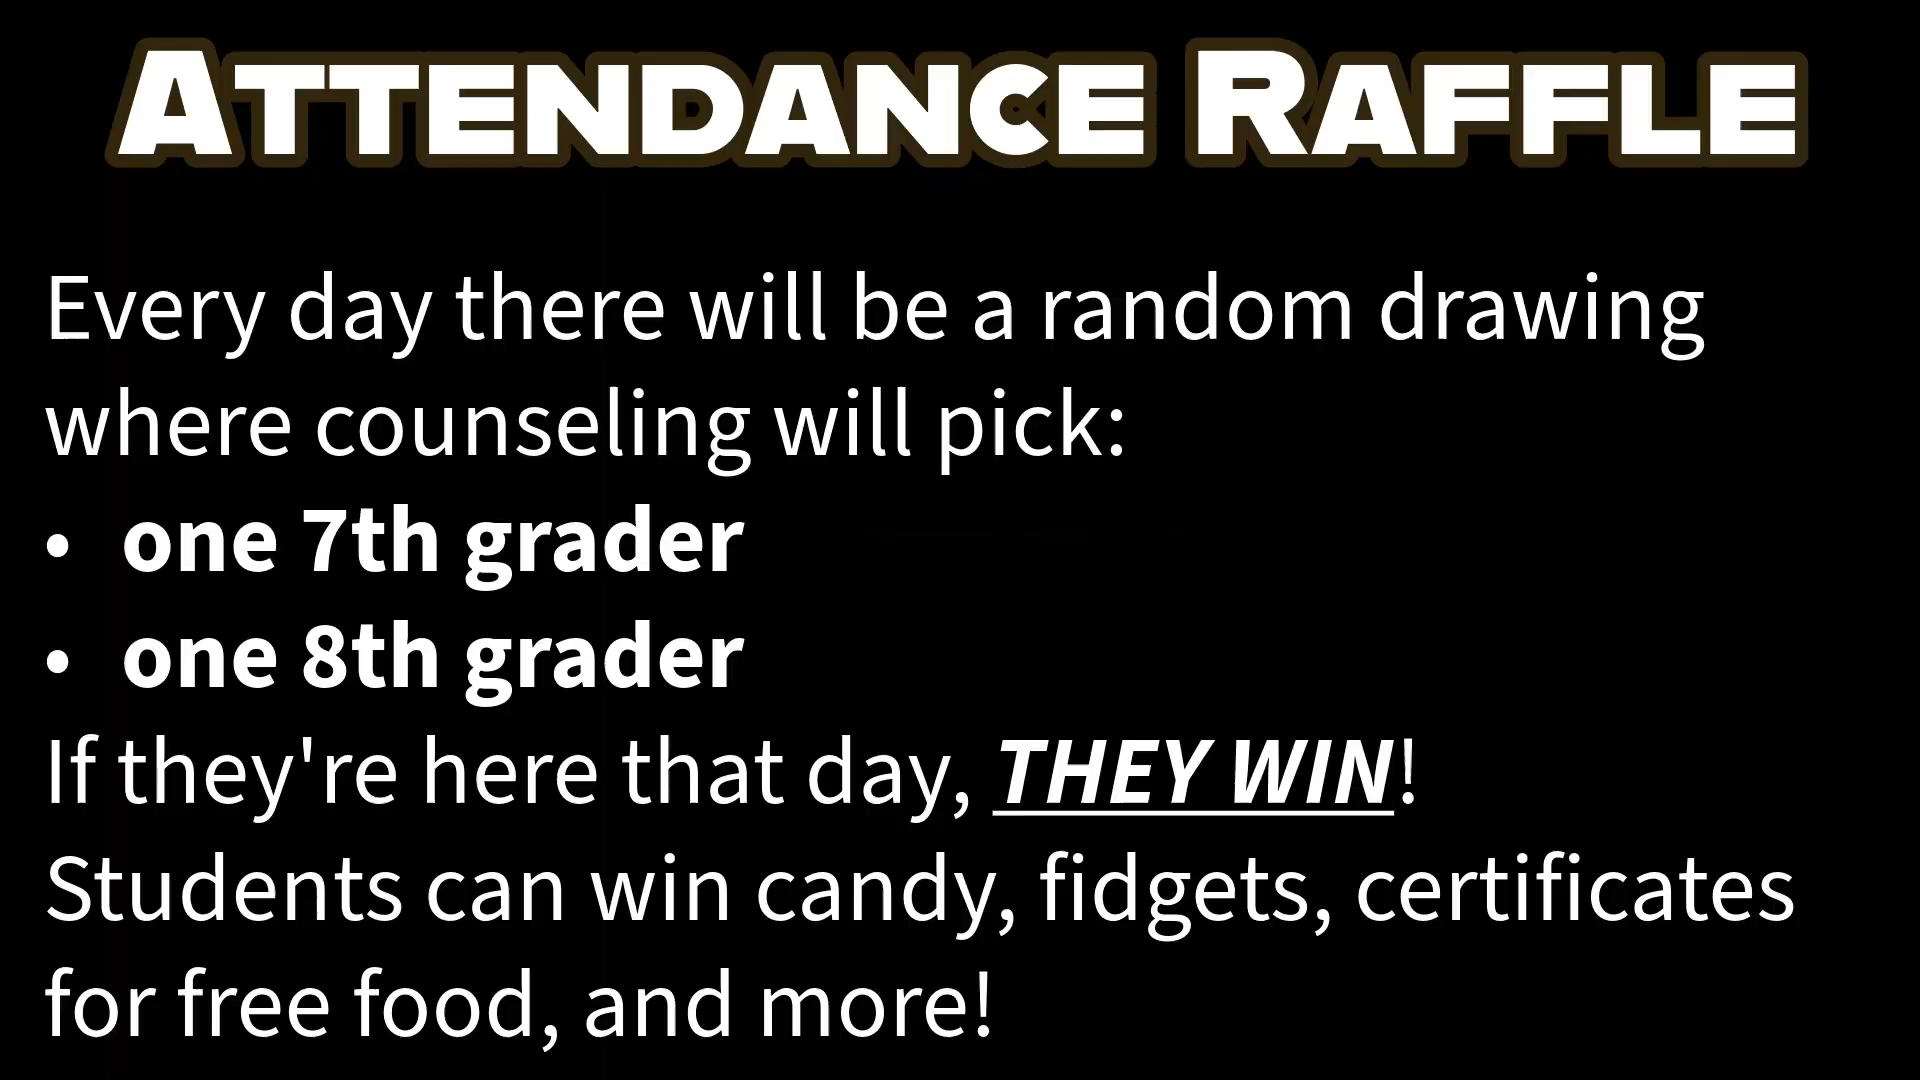 ATTENDANCE RAFFLE
Every day there will be a random drawing
where counseling will pick:
• one 7th grader
• one 8th grader
If they're here that day, THEY WIN!
Students can win candy, fidgets, certificates
for free food, and more!